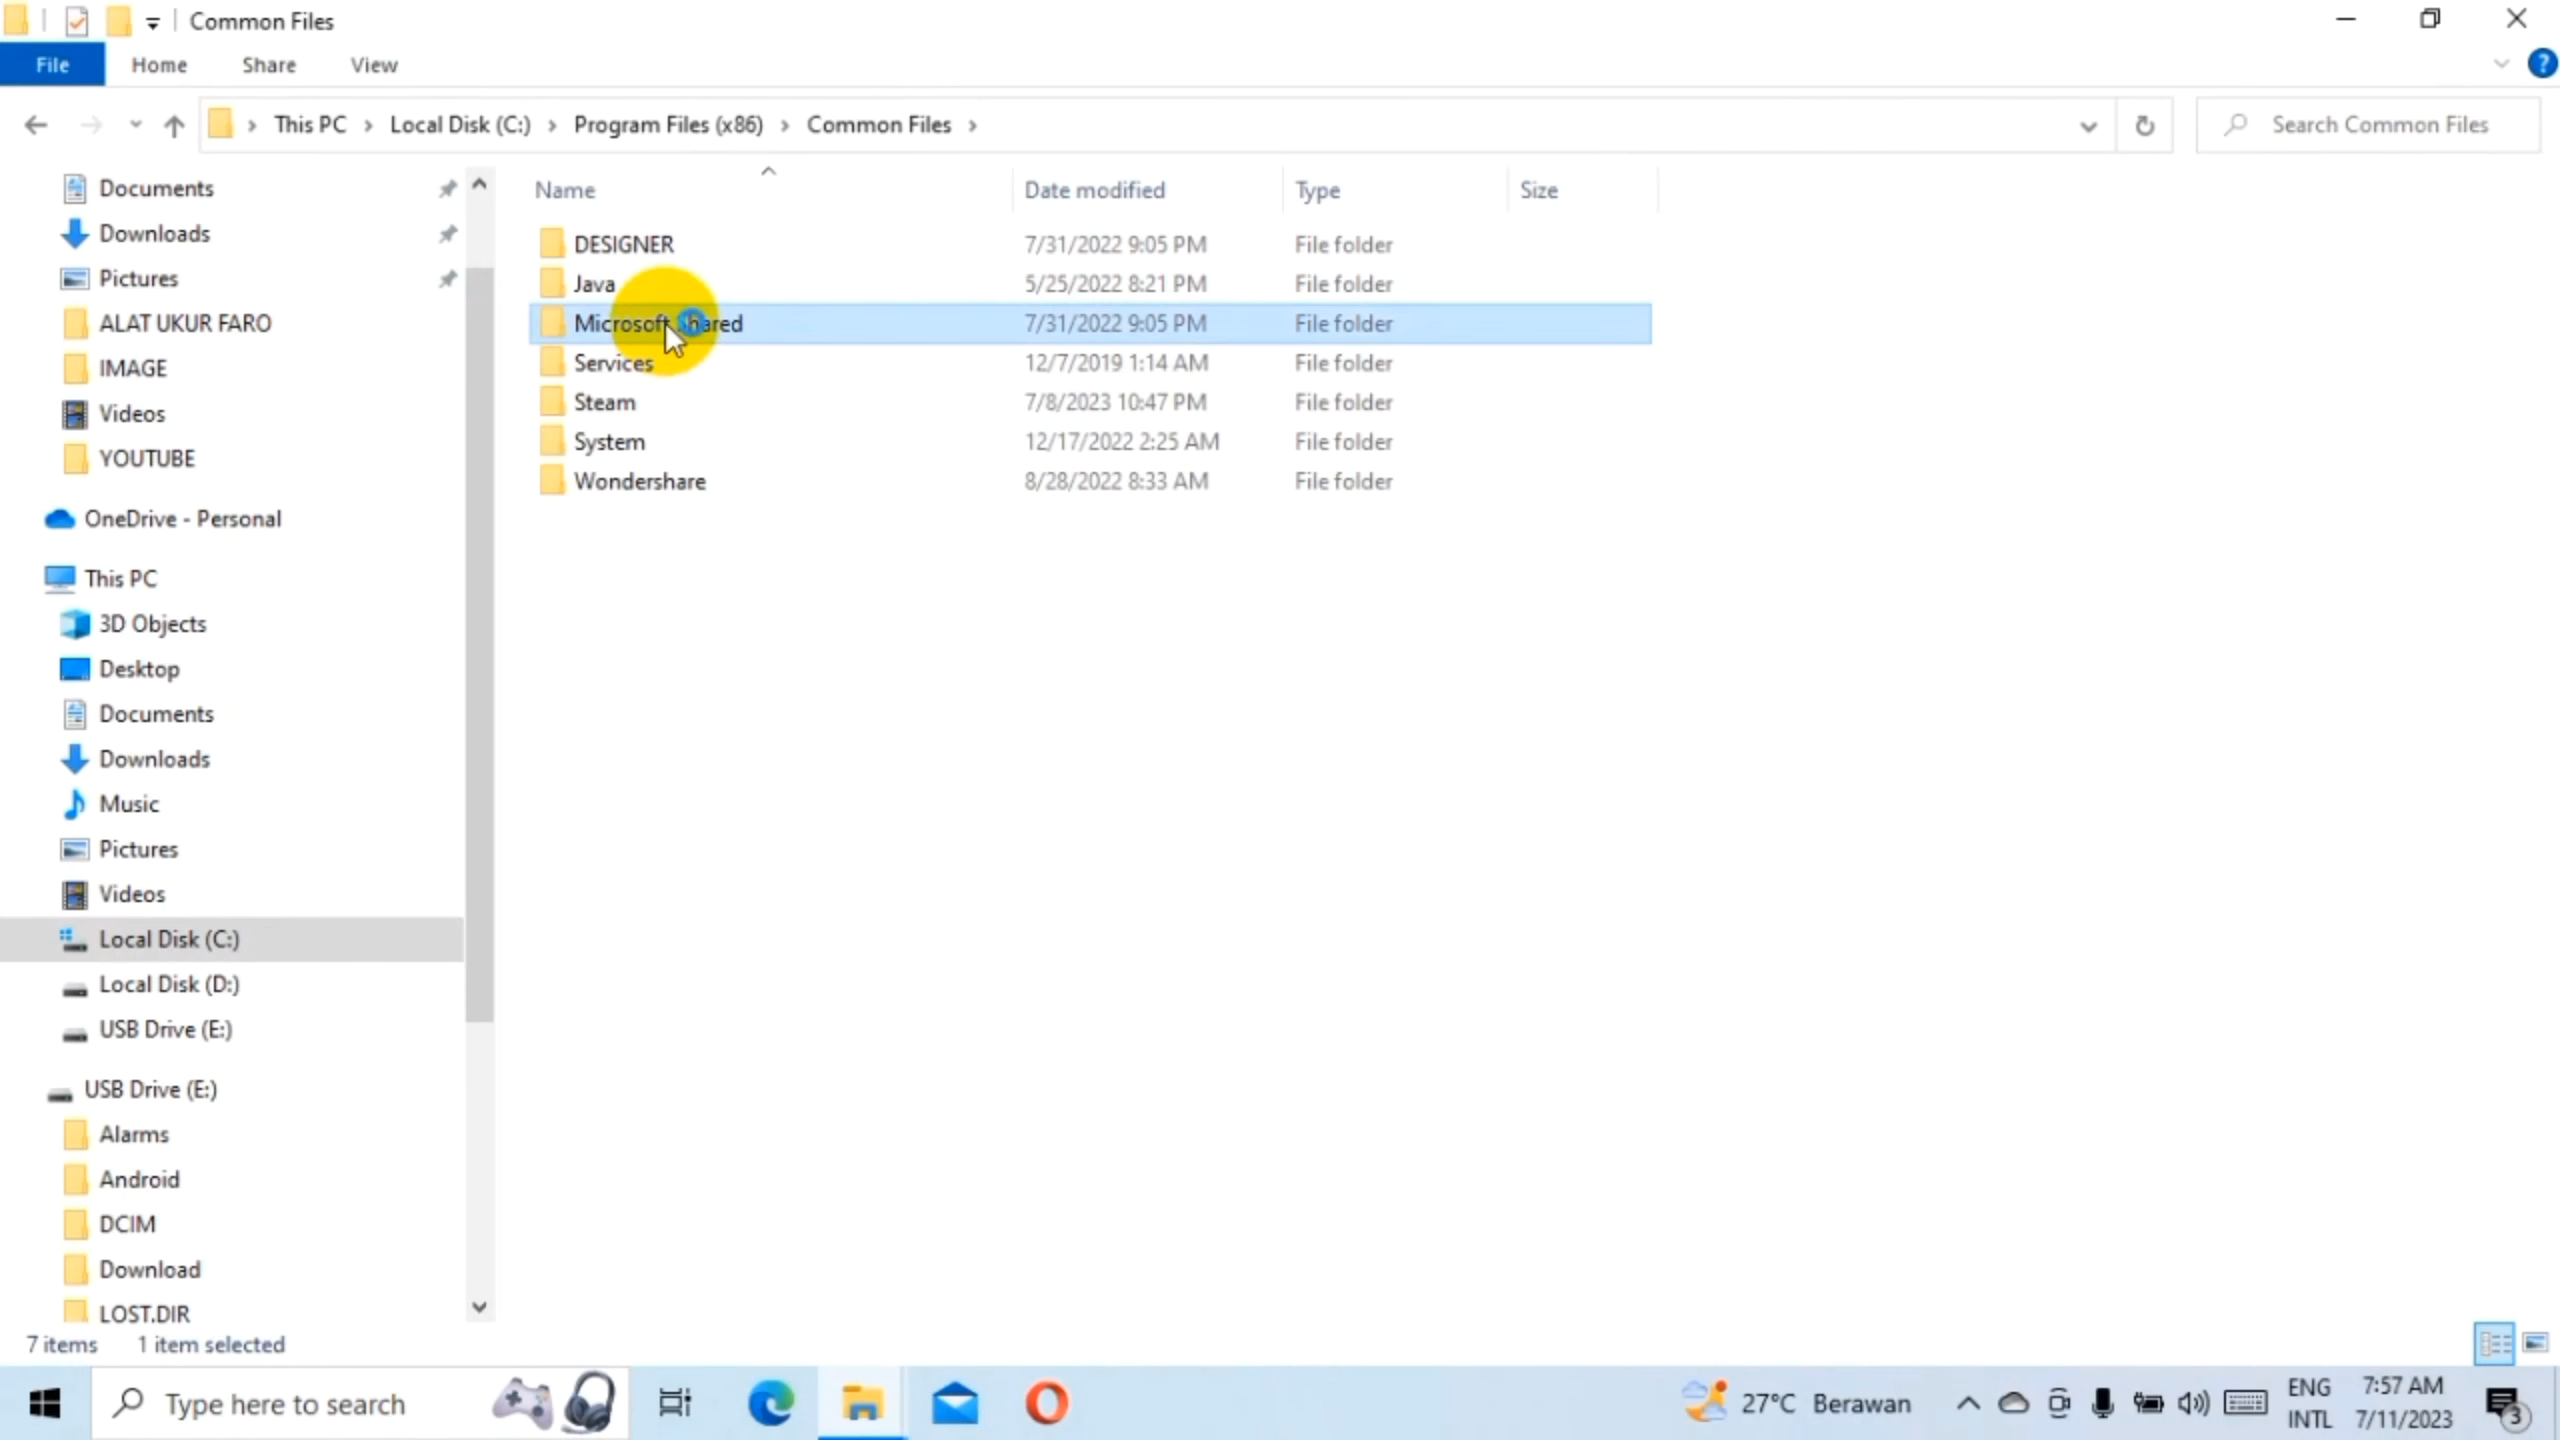 Common Files
File Home Share View
This PC Local Disk (C:) Program Files (x86) Common Files
Search Common Files
Documents
Downloads
Pictures
ALAT UKUR FARO
IMAGE
Videos
YOUTUBE
OneDrive - Personal
This PC
3D Objects
Desktop
Documents
Downloads
Music
Pictures
Videos
Local Disk (C:)
Local Disk (D:)
USB Drive (E:)
USB Drive (E:)
Alarms
Android
DCIM
Download
LOST.DIR
Name Date modified Type Size
DESIGNER 7/31/2022 9:05 PM File folder
Java 5/25/2022 8:21 PM File folder
Microsoft Shared 7/31/2022 9:05 PM File folder
Services 12/7/2019 1:14 AM File folder
Steam 7/8/2023 10:47 PM File folder
System 12/17/2022 2:25 AM File folder
Wondershare 8/28/2022 8:33 AM File folder
7 items 1 item selected
Type here to search
27°C Berawan
ENG
INTL
7:57 AM
7/11/2023
3